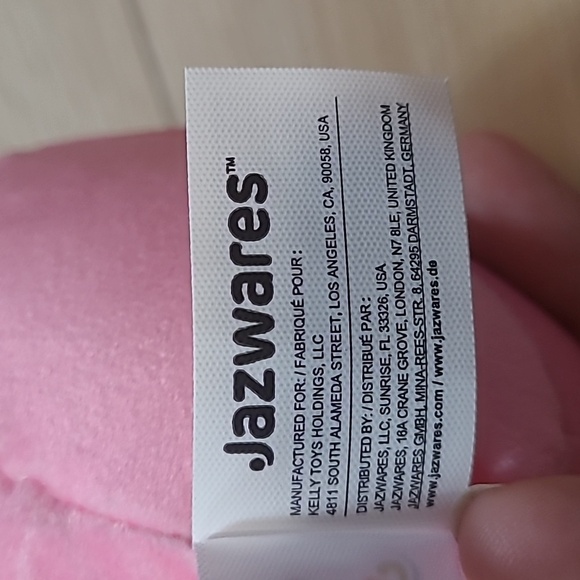 Jazwares™
MANUFACTURED FOR: / FABRIQUÉ POUR :
KELLY TOYS HOLDINGS, LLC
4811 SOUTH ALAMEDA STREET, LOS ANGELES, CA, 90058, USA
DISTRIBUTED BY: / DISTRIBUÉ PAR :
JAZWARES, LLC, SUNRISE, FL 33326, USA
JAZWARES, 16A CRANE GROVE, LONDON, N7 8LE, UNITED KINGDOM
JAZWARES GMBH, MINA-REES-STR. 8, 64295 DARMSTADT, GERMANY
www.jazwares.com / www.jazwares.de